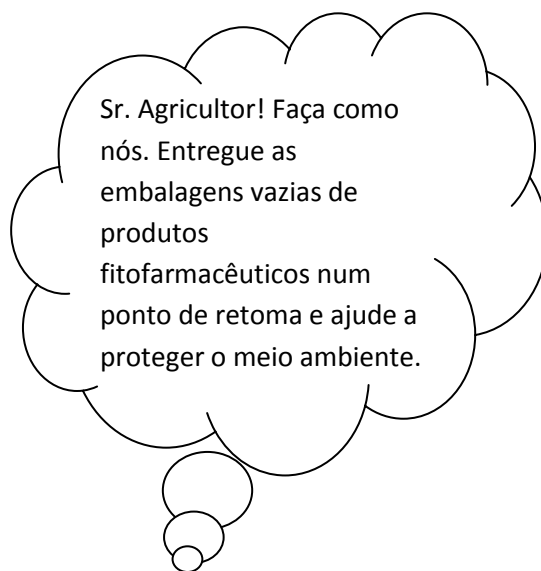 Sr. Agricultor! Faça como
nós. Entregue as
embalagens vazias de
produtos
fitofarmacêuticos num
ponto de retoma e ajude a
proteger o meio ambiente.